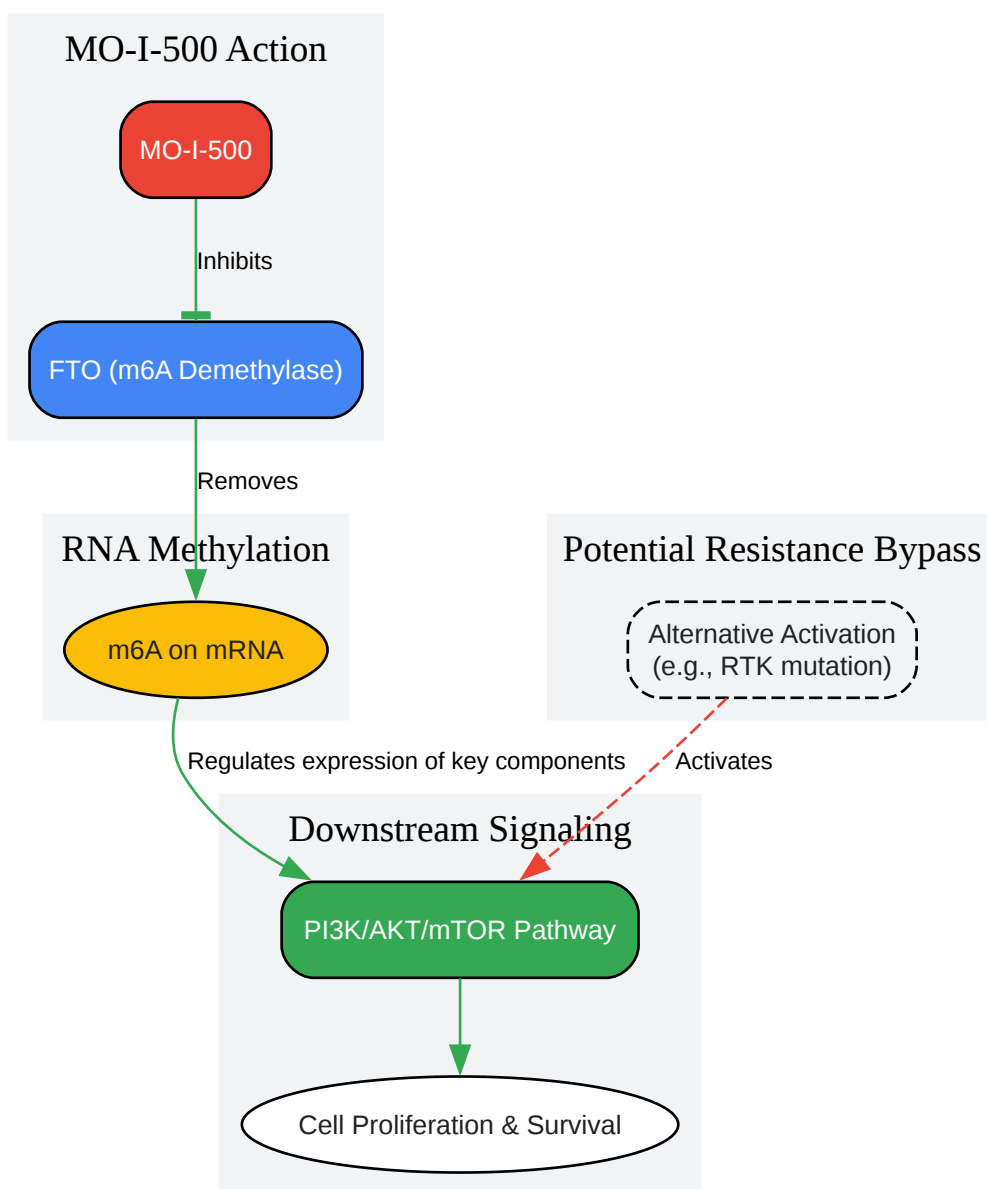 MO-I-500 Action
MO-I-500
Inhibits
FTO (m6A Demethylase)
Removes
RNA Methylation
m6A on mRNA
Potential Resistance Bypass
Alternative Activation
(e.g., RTK mutation)
Regulates expression of key components
Activates
Downstream Signaling
PI3K/AKT/mTOR Pathway
Cell Proliferation & Survival